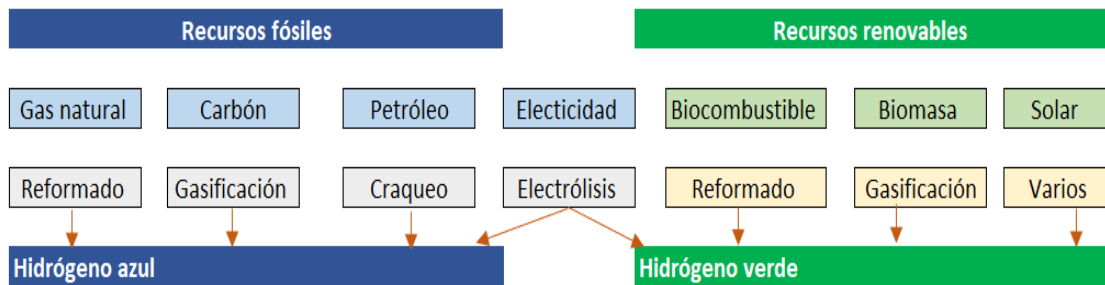 Recursos fósiles
Recursos renovables
Gas natural
Carbón
Petróleo
Electicidad
Biocombustible
Biomasa
Solar
Reformado
Gasificación
Craqueo
Electrólisis
Reformado
Gasificación
Varios
Hidrógeno azul
Hidrógeno verde